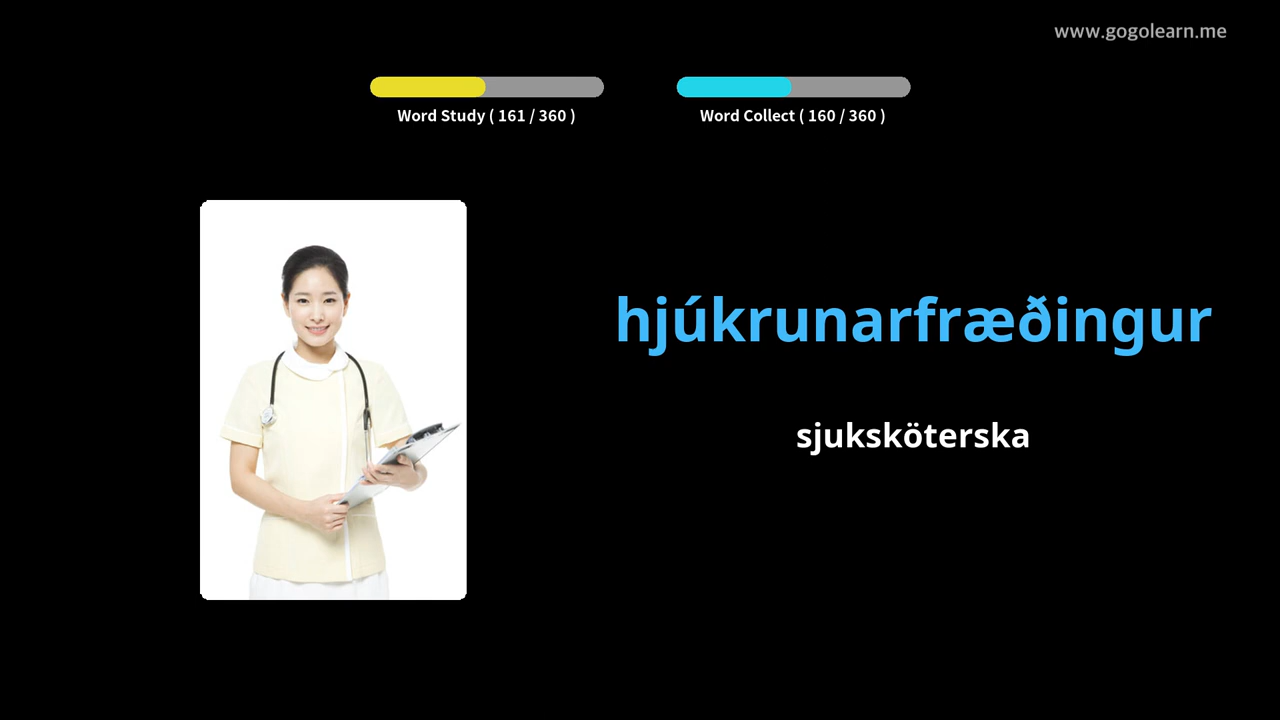 www.gogolearn.me
Word Study ( 161 / 360 )
Word Collect ( 160 / 360 )
hjúkrunarfræðingur
sjuksköterska